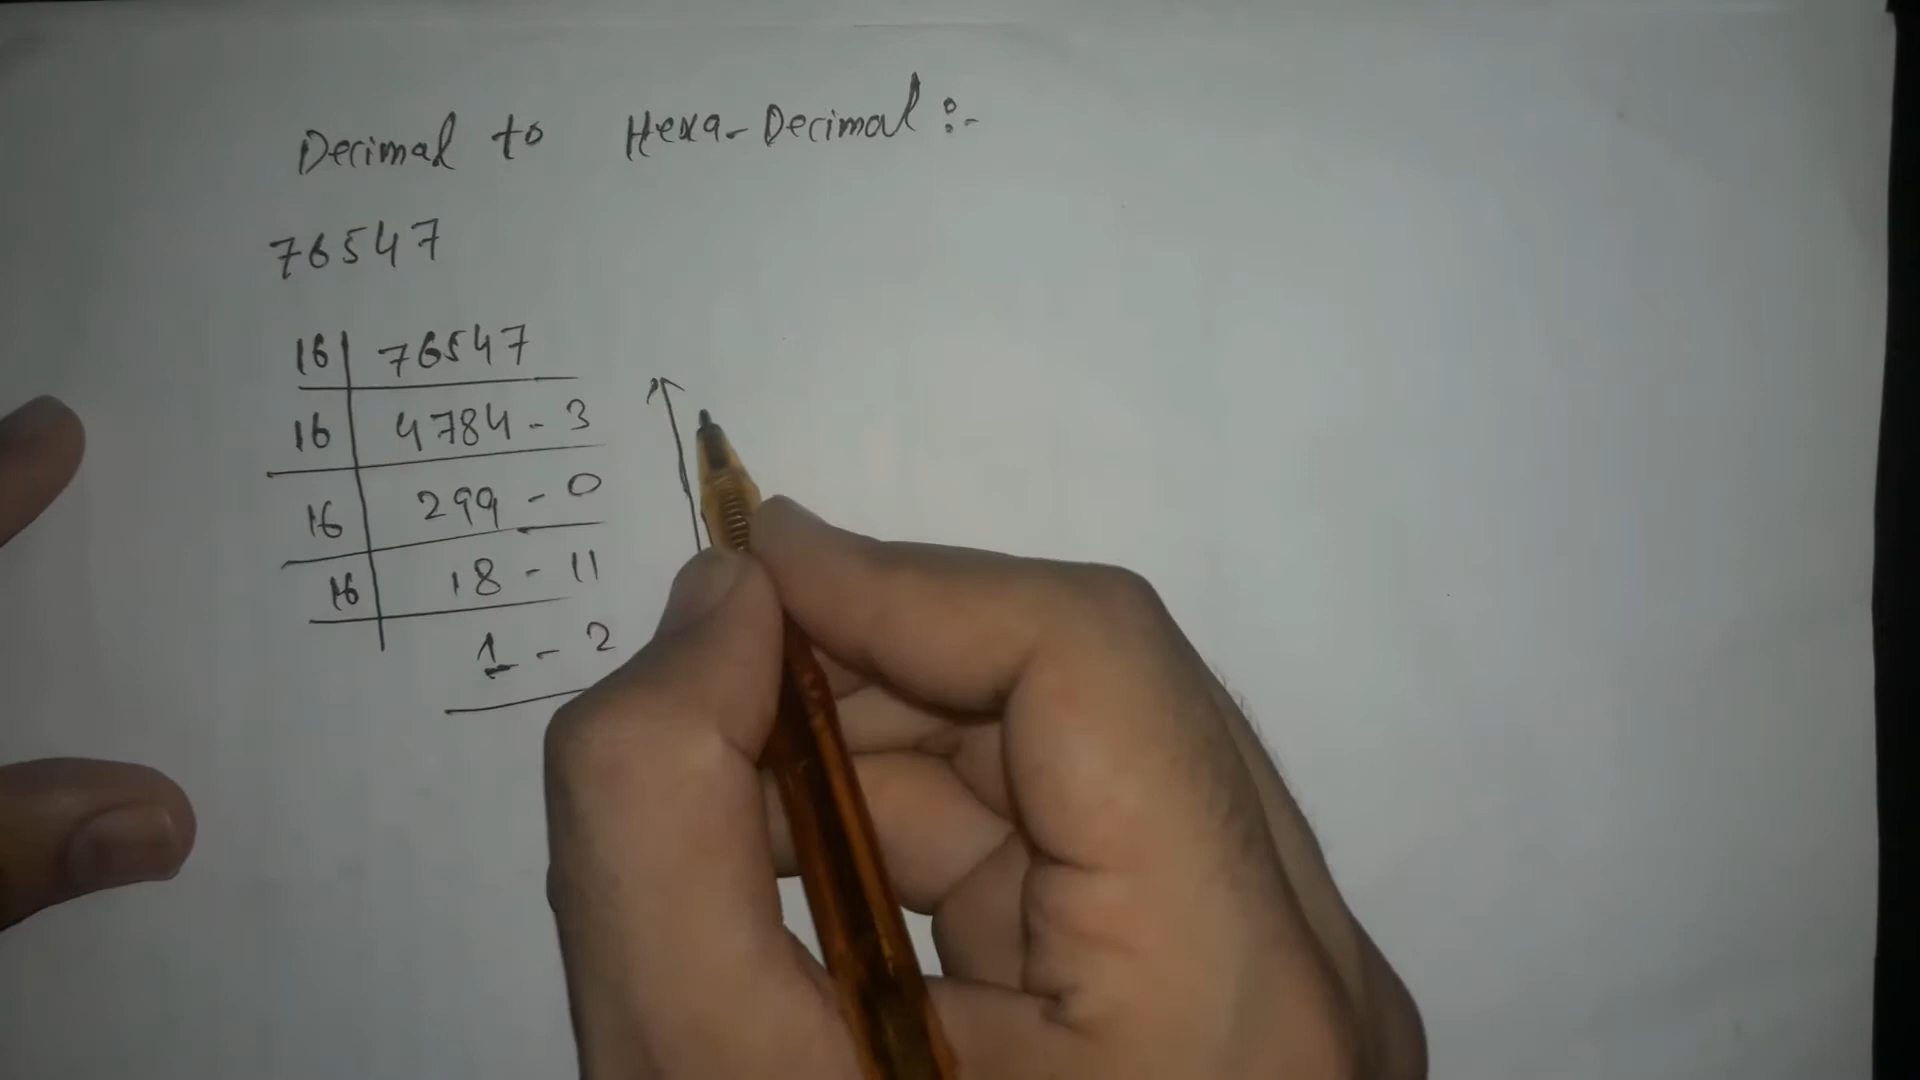 Decimal to Hexa-Decimal :-
76547
16 76547
16 4784 - 3
16 299 - 0
16 18 - 11
1 - 2